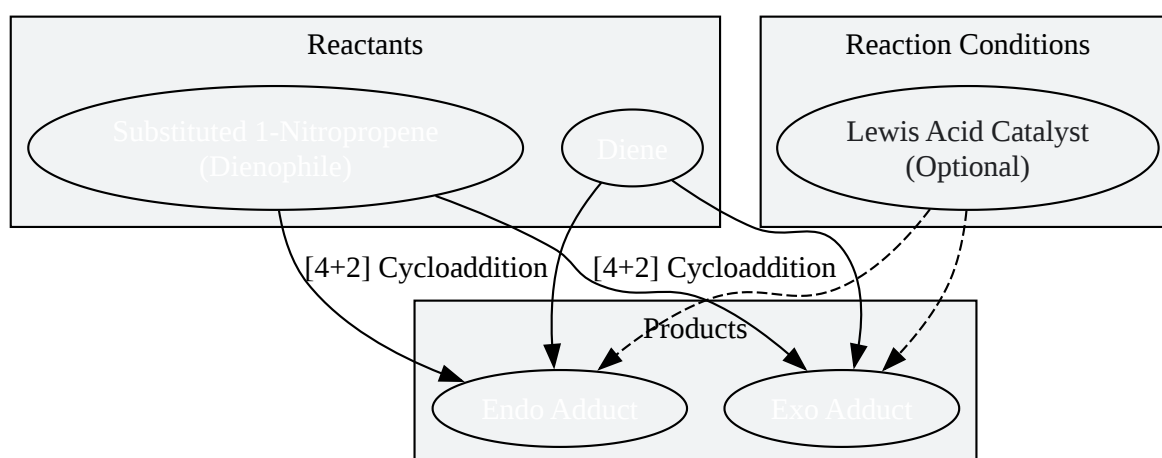 Reactants
Reaction Conditions
Substituted 1-Nitropropene
(Dienophile)
Diene
Lewis Acid Catalyst
(Optional)
[4+2] Cycloaddition
[4+2] Cycloaddition
Products
Endo Adduct
Exo Adduct